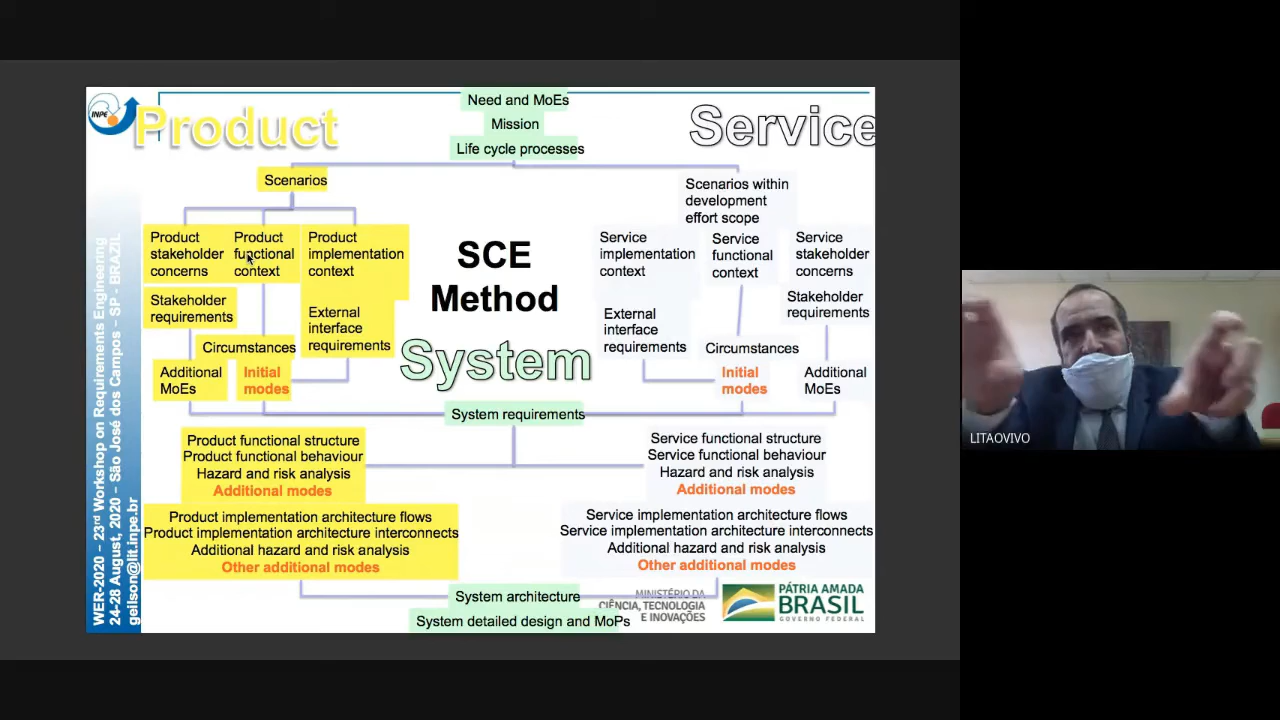 INPE
Product
Need and MoEs
Mission
Life cycle processes
Service
Scenarios
Scenarios within
development
effort scope
Product
stakeholder
concerns
Product
functional
context
Product
implementation
context
Stakeholder
requirements
External
interface
requirements
Circumstances
Additional
MoEs
Initial
modes
SCE
Method
System
Service
implementation
context
Service
functional
context
Service
stakeholder
concerns
Stakeholder
requirements
External
interface
requirements
Circumstances
Initial
modes
Additional
MoEs
System requirements
Product functional structure
Product functional behaviour
Hazard and risk analysis
Additional modes
Service functional structure
Service functional behaviour
Hazard and risk analysis
Additional modes
Product implementation architecture flows
Product implementation architecture interconnects
Additional hazard and risk analysis
Other additional modes
Service implementation architecture flows
Service implementation architecture interconnects
Additional hazard and risk analysis
Other additional modes
System architecture
System detailed design and MoPs
MINISTÉRIO DA
CIÊNCIA, TECNOLOGIA
E INOVAÇÕES
PÁTRIA AMADA
BRASIL
GOVERNO FEDERAL
WER-2020 – 23rd Workshop on Requirements Engineering
24-28 August, 2020 – São José dos Campos – SP - BRAZIL
geilson@lit.inpe.br
LITAOVIVO